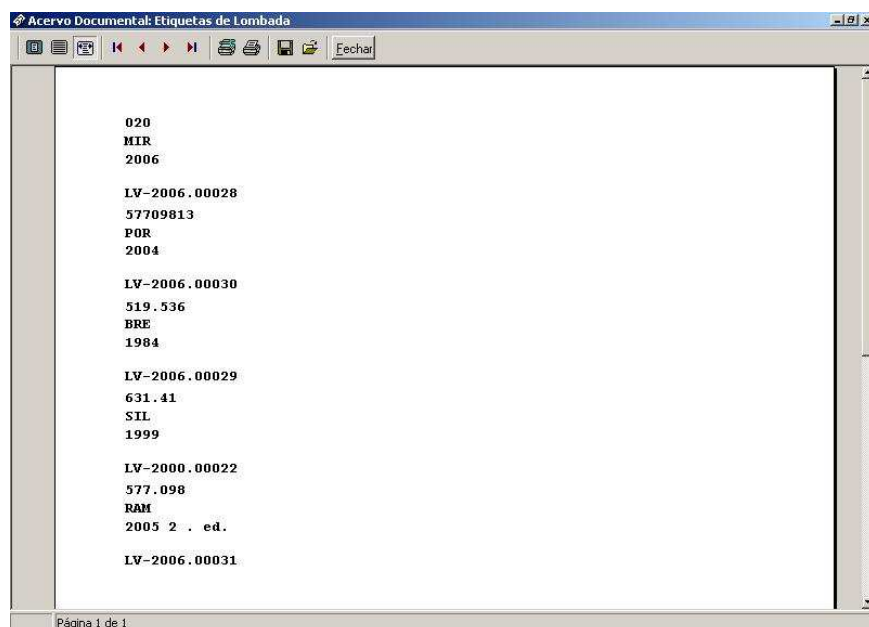 Acervo Documental: Etiquetas de Lombada
Fechar
020
MIR
2006
LV-2006.00028
57709813
POR
2004
LV-2006.00030
519.536
BRE
1984
LV-2006.00029
631.41
SIL
1999
LV-2000.00022
577.098
RAM
2005 2 . ed.
LV-2006.00031
Página 1 de 1